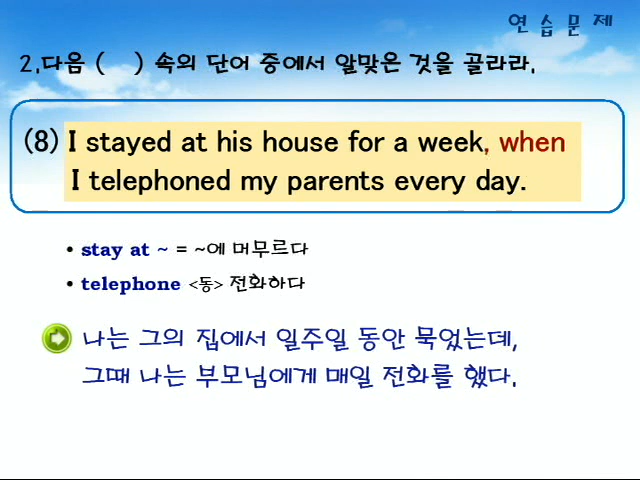 연 습 문 제
2.다음 (    ) 속의 단어 중에서 알맞은 것을 골라라.
(8) I stayed at his house for a week, when
I telephoned my parents every day.
• stay at ~ = ~에 머무르다
• telephone <동> 전화하다
나는 그의 집에서 일주일 동안 묵었는데,
그때 나는 부모님에게 매일 전화를 했다.